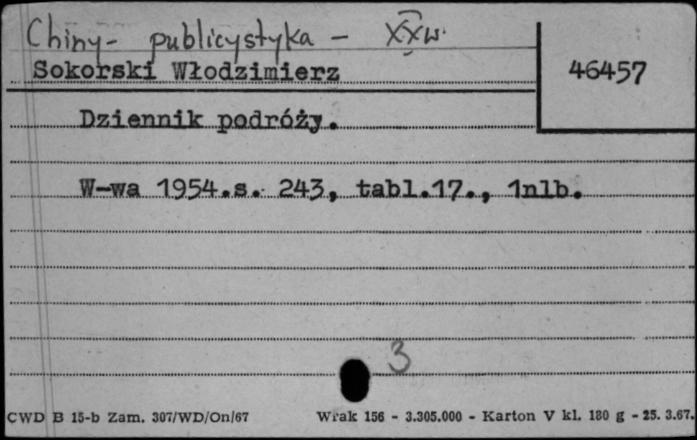 Chiny - publicystyka - XX w.
Sokorski Włodzimierz
46457
Dziennik podróży.
W-wa 1954.s. 243, tabl.17., 1nlb.
3
CWD B 15-b Zam. 307/WD/On/67
Wrak 156 - 3.305.000 - Karton V kl. 180 g - 25. 3.67.